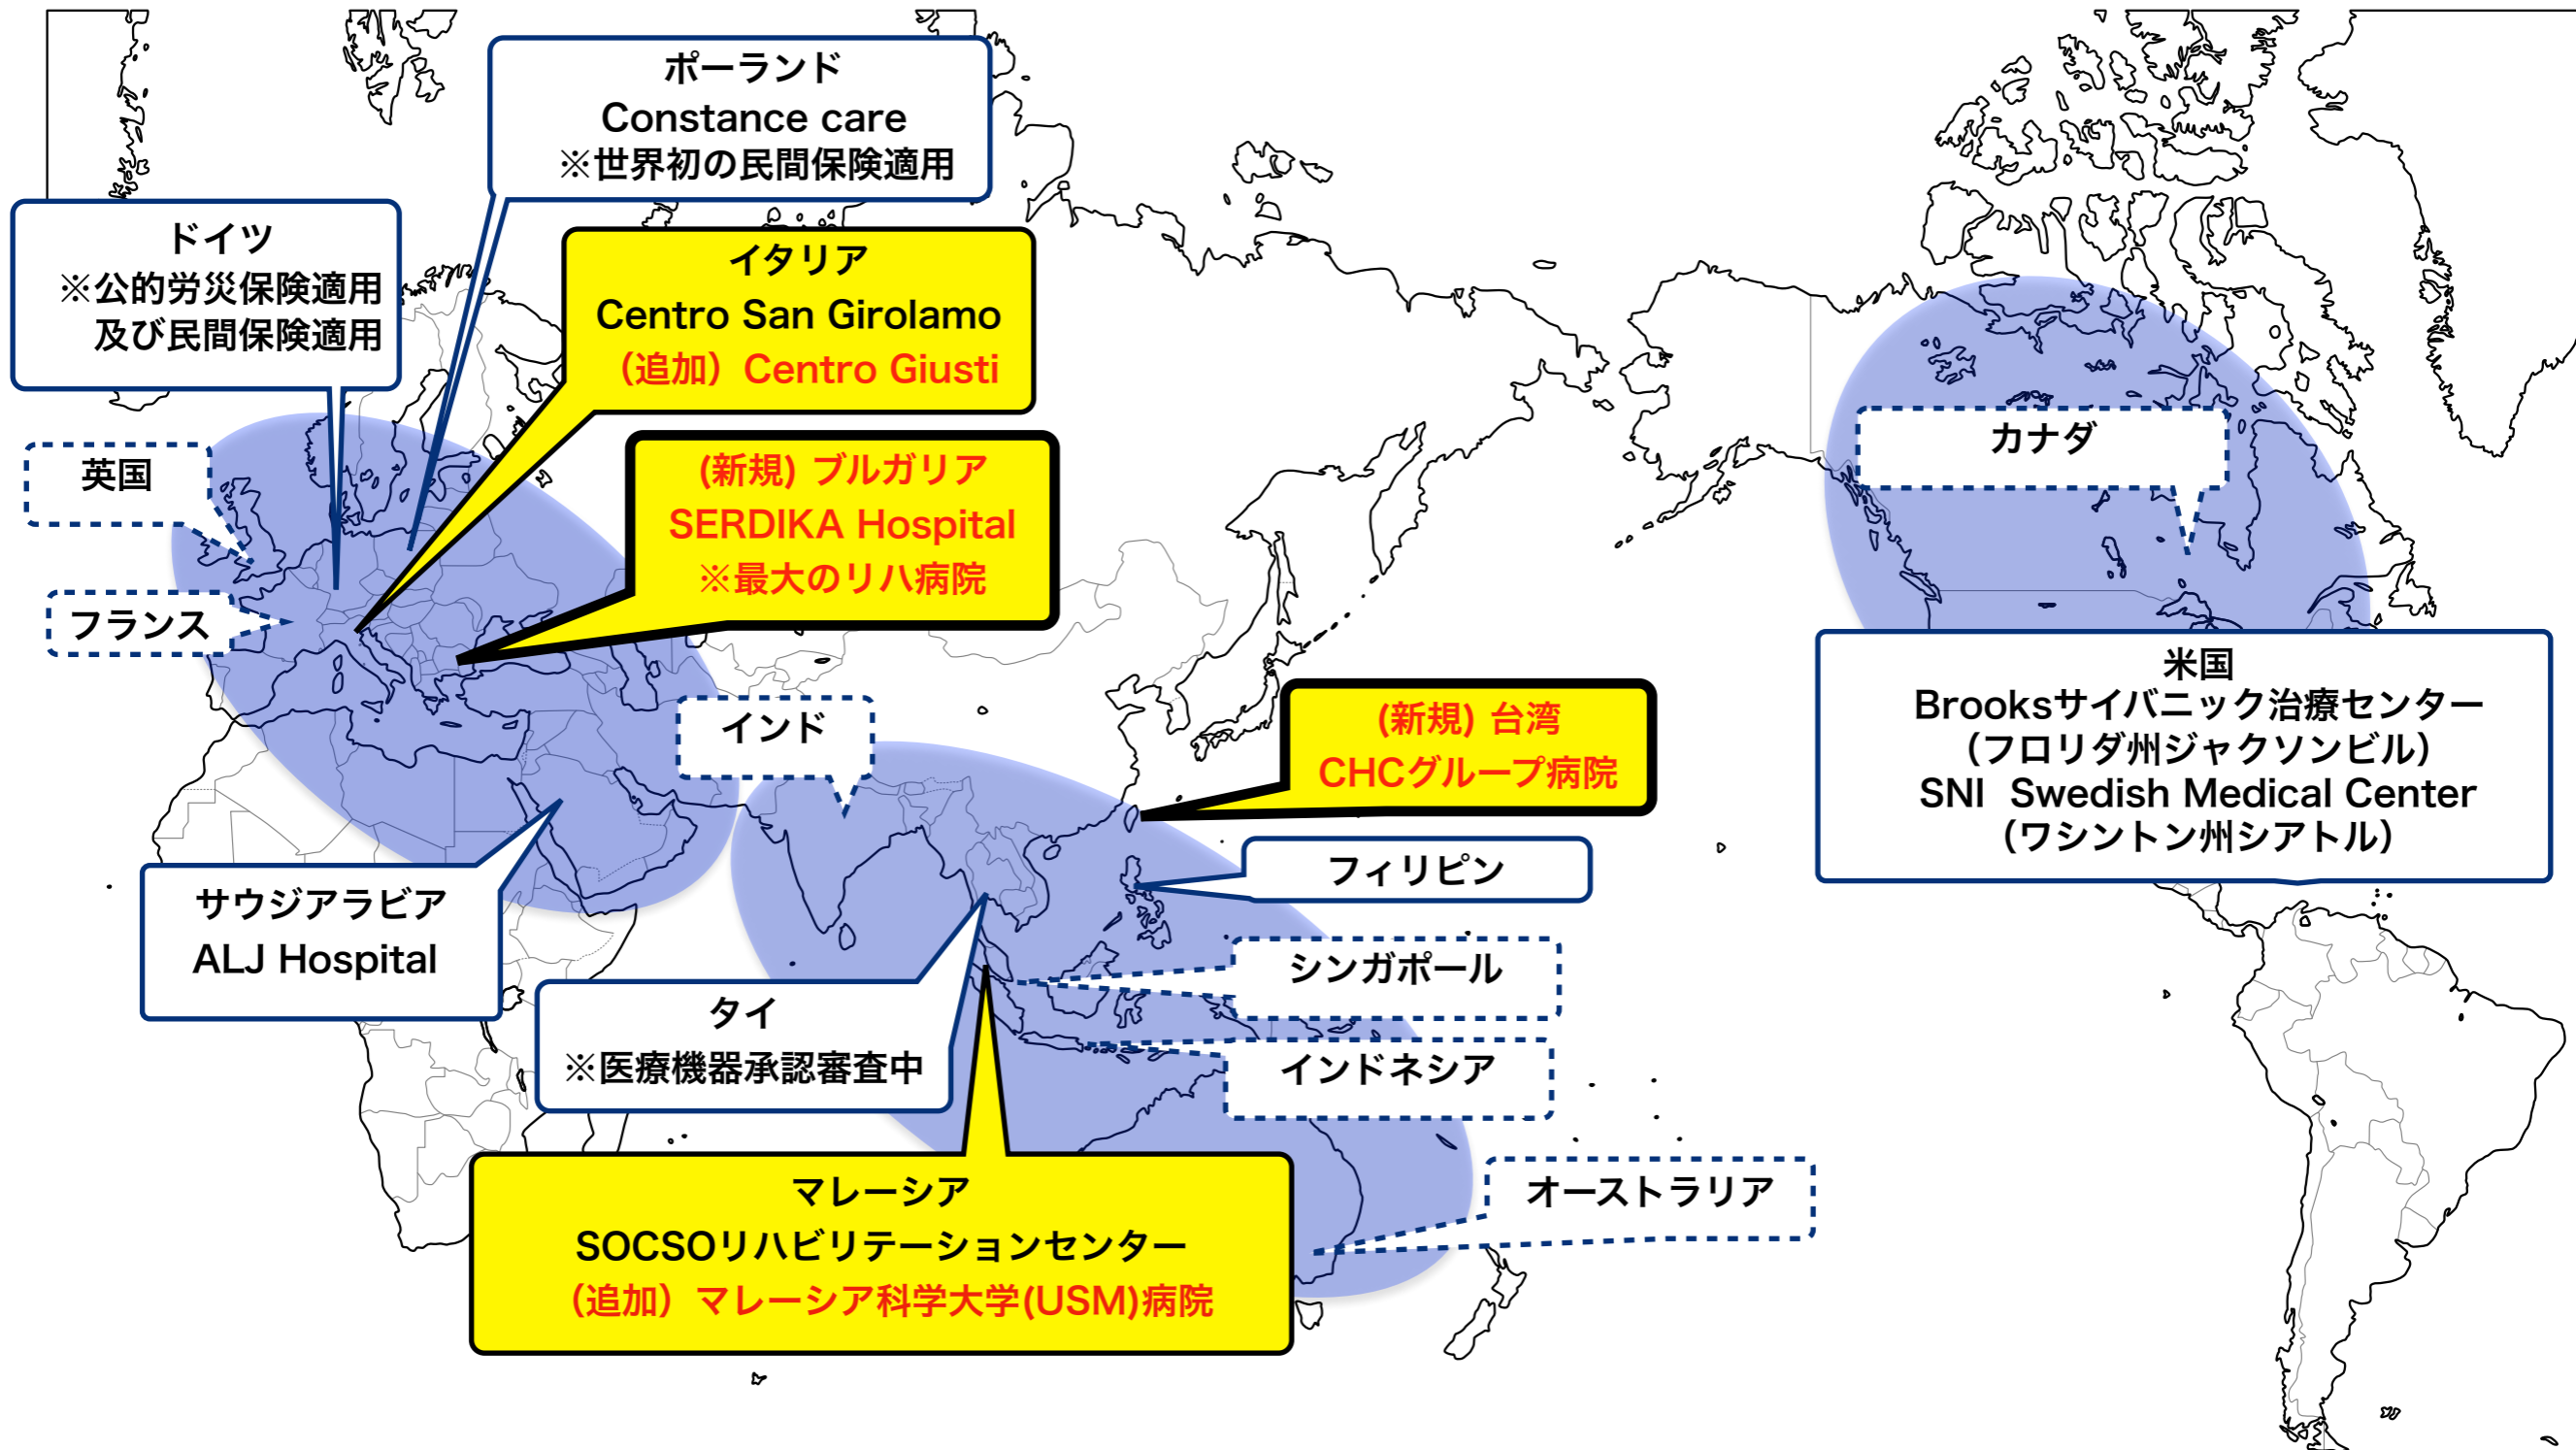 ポーランド
Constance care
※世界初の民間保険適用
ドイツ
※公的労災保険適用
及び民間保険適用
イタリア
Centro San Girolamo
（追加）Centro Giusti
英国
(新規) ブルガリア
SERDIKA Hospital
※最大のリハ病院
カナダ
フランス
米国
Brooksサイバニック治療センター
（フロリダ州ジャクソンビル）
SNI Swedish Medical Center
（ワシントン州シアトル）
インド
(新規) 台湾
CHCグループ病院
フィリピン
サウジアラビア
ALJ Hospital
シンガポール
タイ
※医療機器承認審査中
インドネシア
マレーシア
SOCSOリハビリテーションセンター
（追加）マレーシア科学大学(USM)病院
オーストラリア